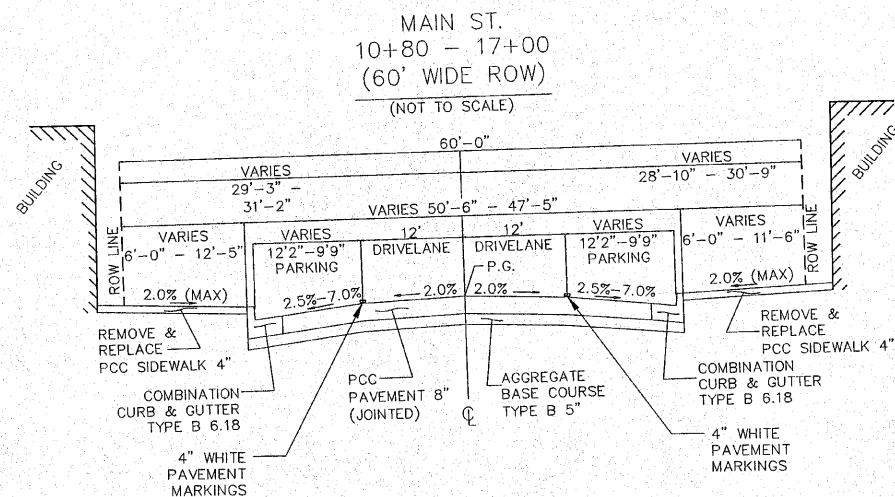 MAIN ST.
10+80 - 17+00
(60' WIDE ROW)
(NOT TO SCALE)
BUILDING
BUILDING
60'-0"
VARIES
29'-3" -
31'-2"
VARIES
28'-10" - 30'-9"
VARIES 50'-6" - 47'-5"
ROW LINE
VARIES
6'-0" - 12'-5"
VARIES
12'2"-9'9"
PARKING
12'
DRIVELANE
12'
DRIVELANE
VARIES
12'2"-9'9"
PARKING
VARIES
6'-0" - 11'-6"
ROW LINE
P.G.
2.0% (MAX)
2.5%-7.0%
2.0%
2.0%
2.5%-7.0%
2.0% (MAX)
REMOVE &
REPLACE
PCC SIDEWALK 4"
COMBINATION
CURB & GUTTER
TYPE B 6.18
4" WHITE
PAVEMENT
MARKINGS
PCC
PAVEMENT 8"
(JOINTED)
℄
AGGREGATE
BASE COURSE
TYPE B 5"
4" WHITE
PAVEMENT
MARKINGS
COMBINATION
CURB & GUTTER
TYPE B 6.18
REMOVE &
REPLACE
PCC SIDEWALK 4"